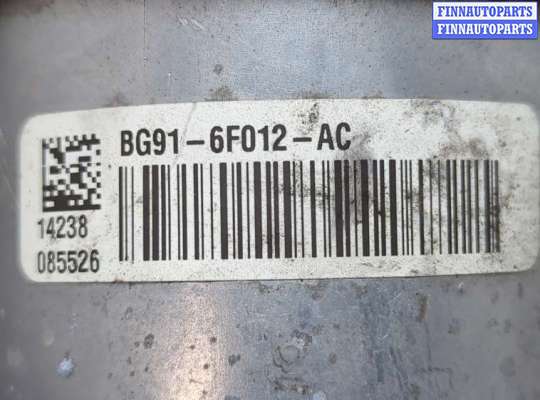 FINNAUTOPARTS
FINNAUTOPARTS
BG91-6F012-AC
14238
085526